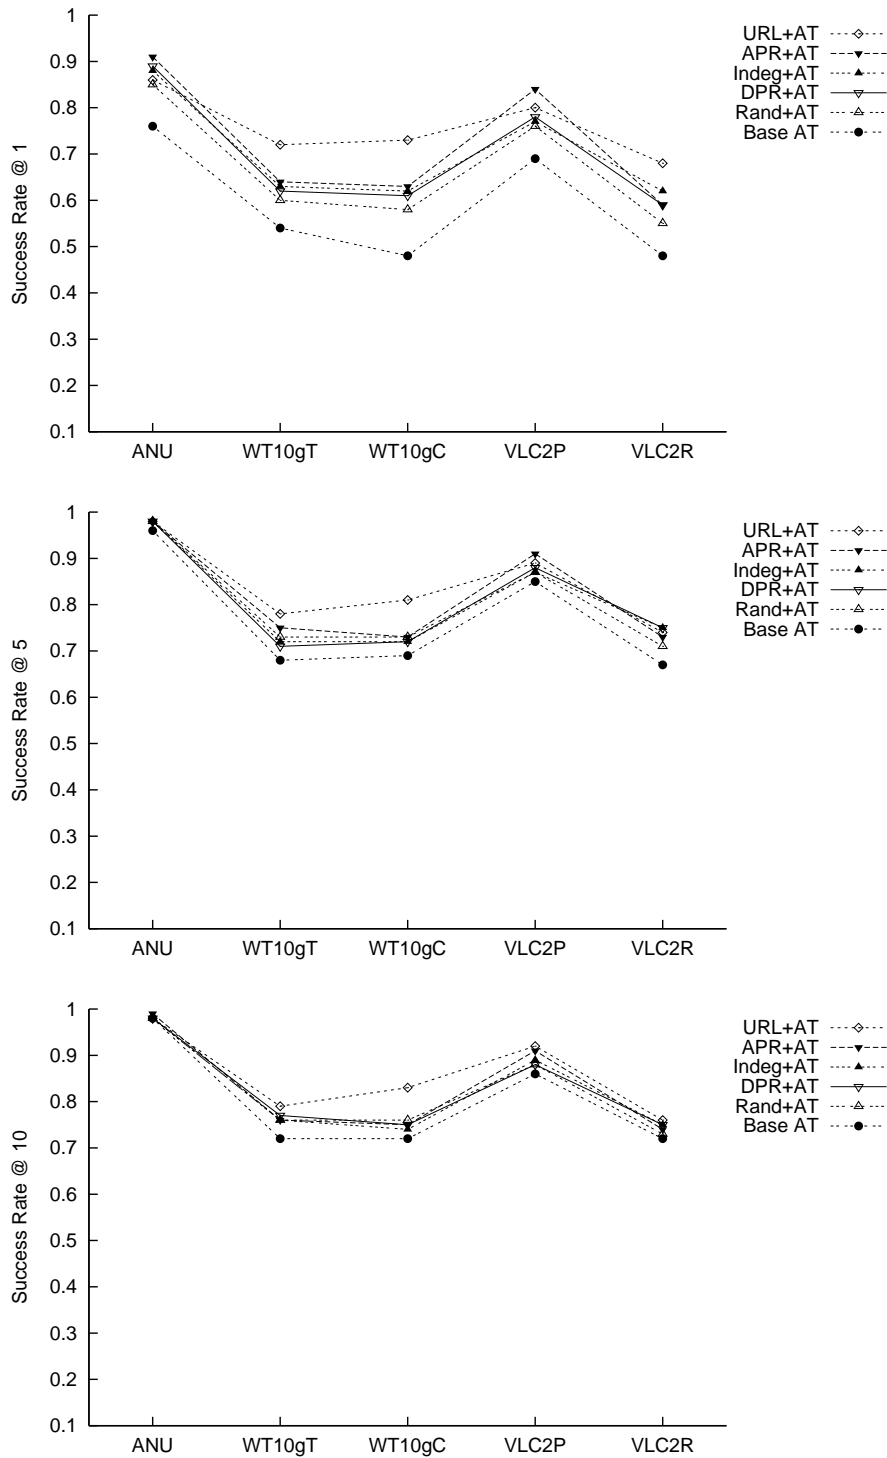 Success Rate @ 1
1
0.9
0.8
0.7
0.6
0.5
0.4
0.3
0.2
0.1
ANU WT10gT WT10gC VLC2P VLC2R
URL+AT
APR+AT
Indeg+AT
DPR+AT
Rand+AT
Base AT
Success Rate @ 5
1
0.9
0.8
0.7
0.6
0.5
0.4
0.3
0.2
0.1
ANU WT10gT WT10gC VLC2P VLC2R
URL+AT
APR+AT
Indeg+AT
DPR+AT
Rand+AT
Base AT
Success Rate @ 10
1
0.9
0.8
0.7
0.6
0.5
0.4
0.3
0.2
0.1
ANU WT10gT WT10gC VLC2P VLC2R
URL+AT
APR+AT
Indeg+AT
DPR+AT
Rand+AT
Base AT